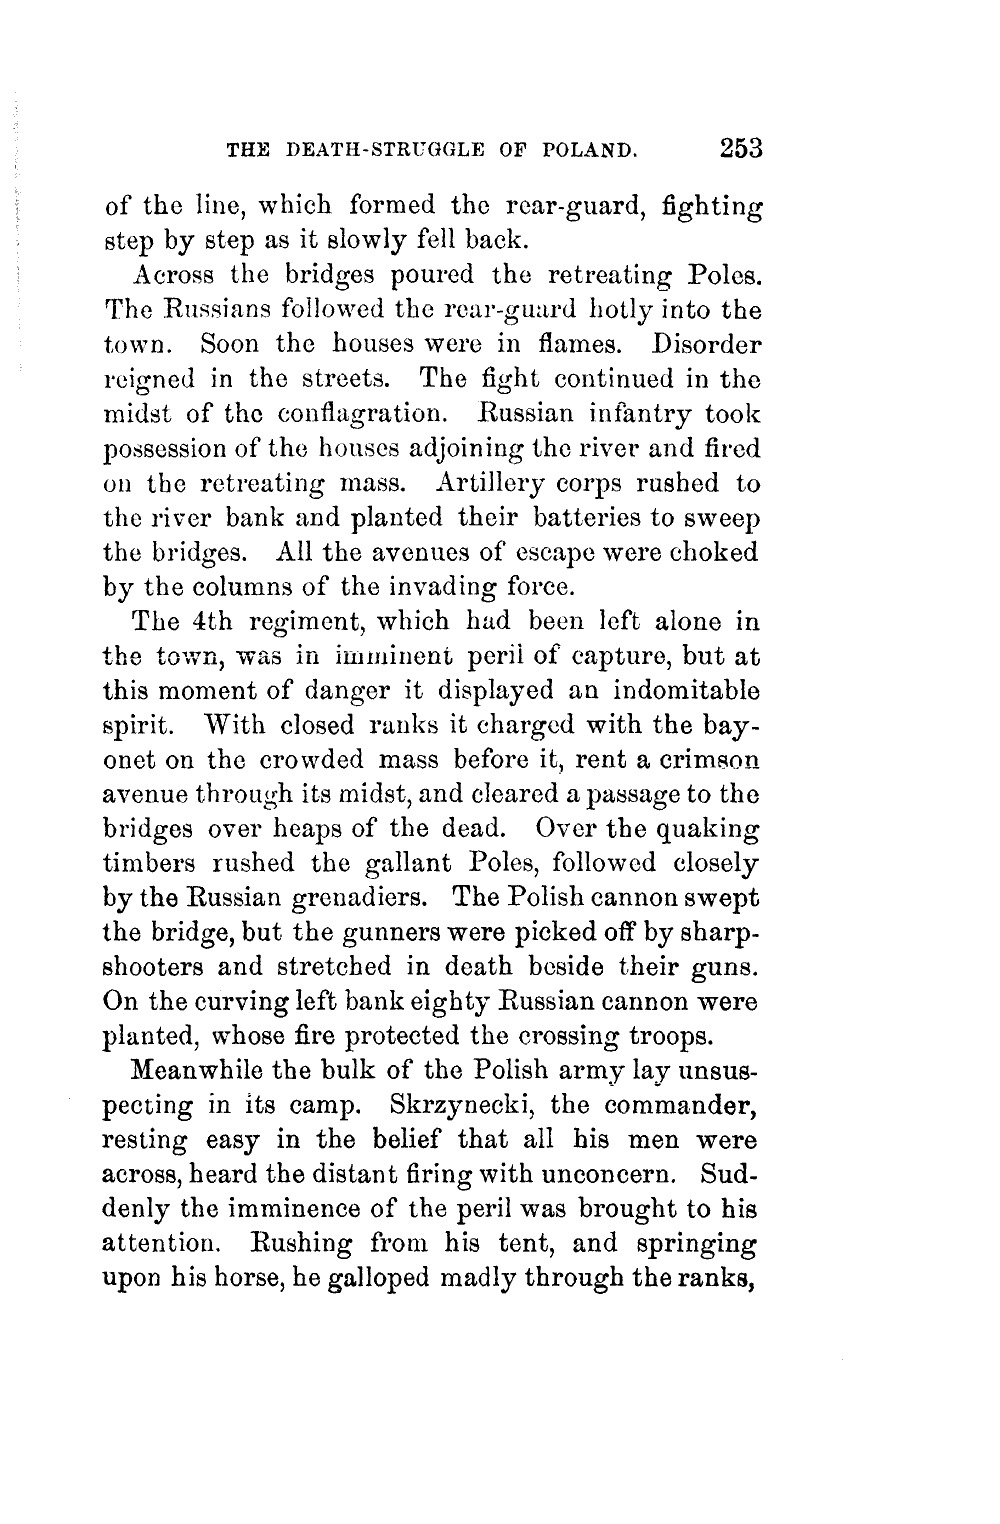 THE DEATH-STRUGGLE OF POLAND. 253
of the line, which formed the rear-guard, fighting
step by step as it slowly fell back.
Across the bridges poured the retreating Poles.
The Russians followed the rear-guard hotly into the
town. Soon the houses were in flames. Disorder
reigned in the streets. The fight continued in the
midst of the conflagration. Russian infantry took
possession of the houses adjoining the river and fired
on the retreating mass. Artillery corps rushed to
the river bank and planted their batteries to sweep
the bridges. All the avenues of escape were choked
by the columns of the invading force.
The 4th regiment, which had been left alone in
the town, was in imminent peril of capture, but at
this moment of danger it displayed an indomitable
spirit. With closed ranks it charged with the bay-
onet on the crowded mass before it, rent a crimson
avenue through its midst, and cleared a passage to the
bridges over heaps of the dead. Over the quaking
timbers rushed the gallant Poles, followed closely
by the Russian grenadiers. The Polish cannon swept
the bridge, but the gunners were picked off by sharp-
shooters and stretched in death beside their guns.
On the curving left bank eighty Russian cannon were
planted, whose fire protected the crossing troops.
Meanwhile the bulk of the Polish army lay unsus-
pecting in its camp. Skrzynecki, the commander,
resting easy in the belief that all his men were
across, heard the distant firing with unconcern. Sud-
denly the imminence of the peril was brought to his
attention. Rushing from his tent, and springing
upon his horse, he galloped madly through the ranks,